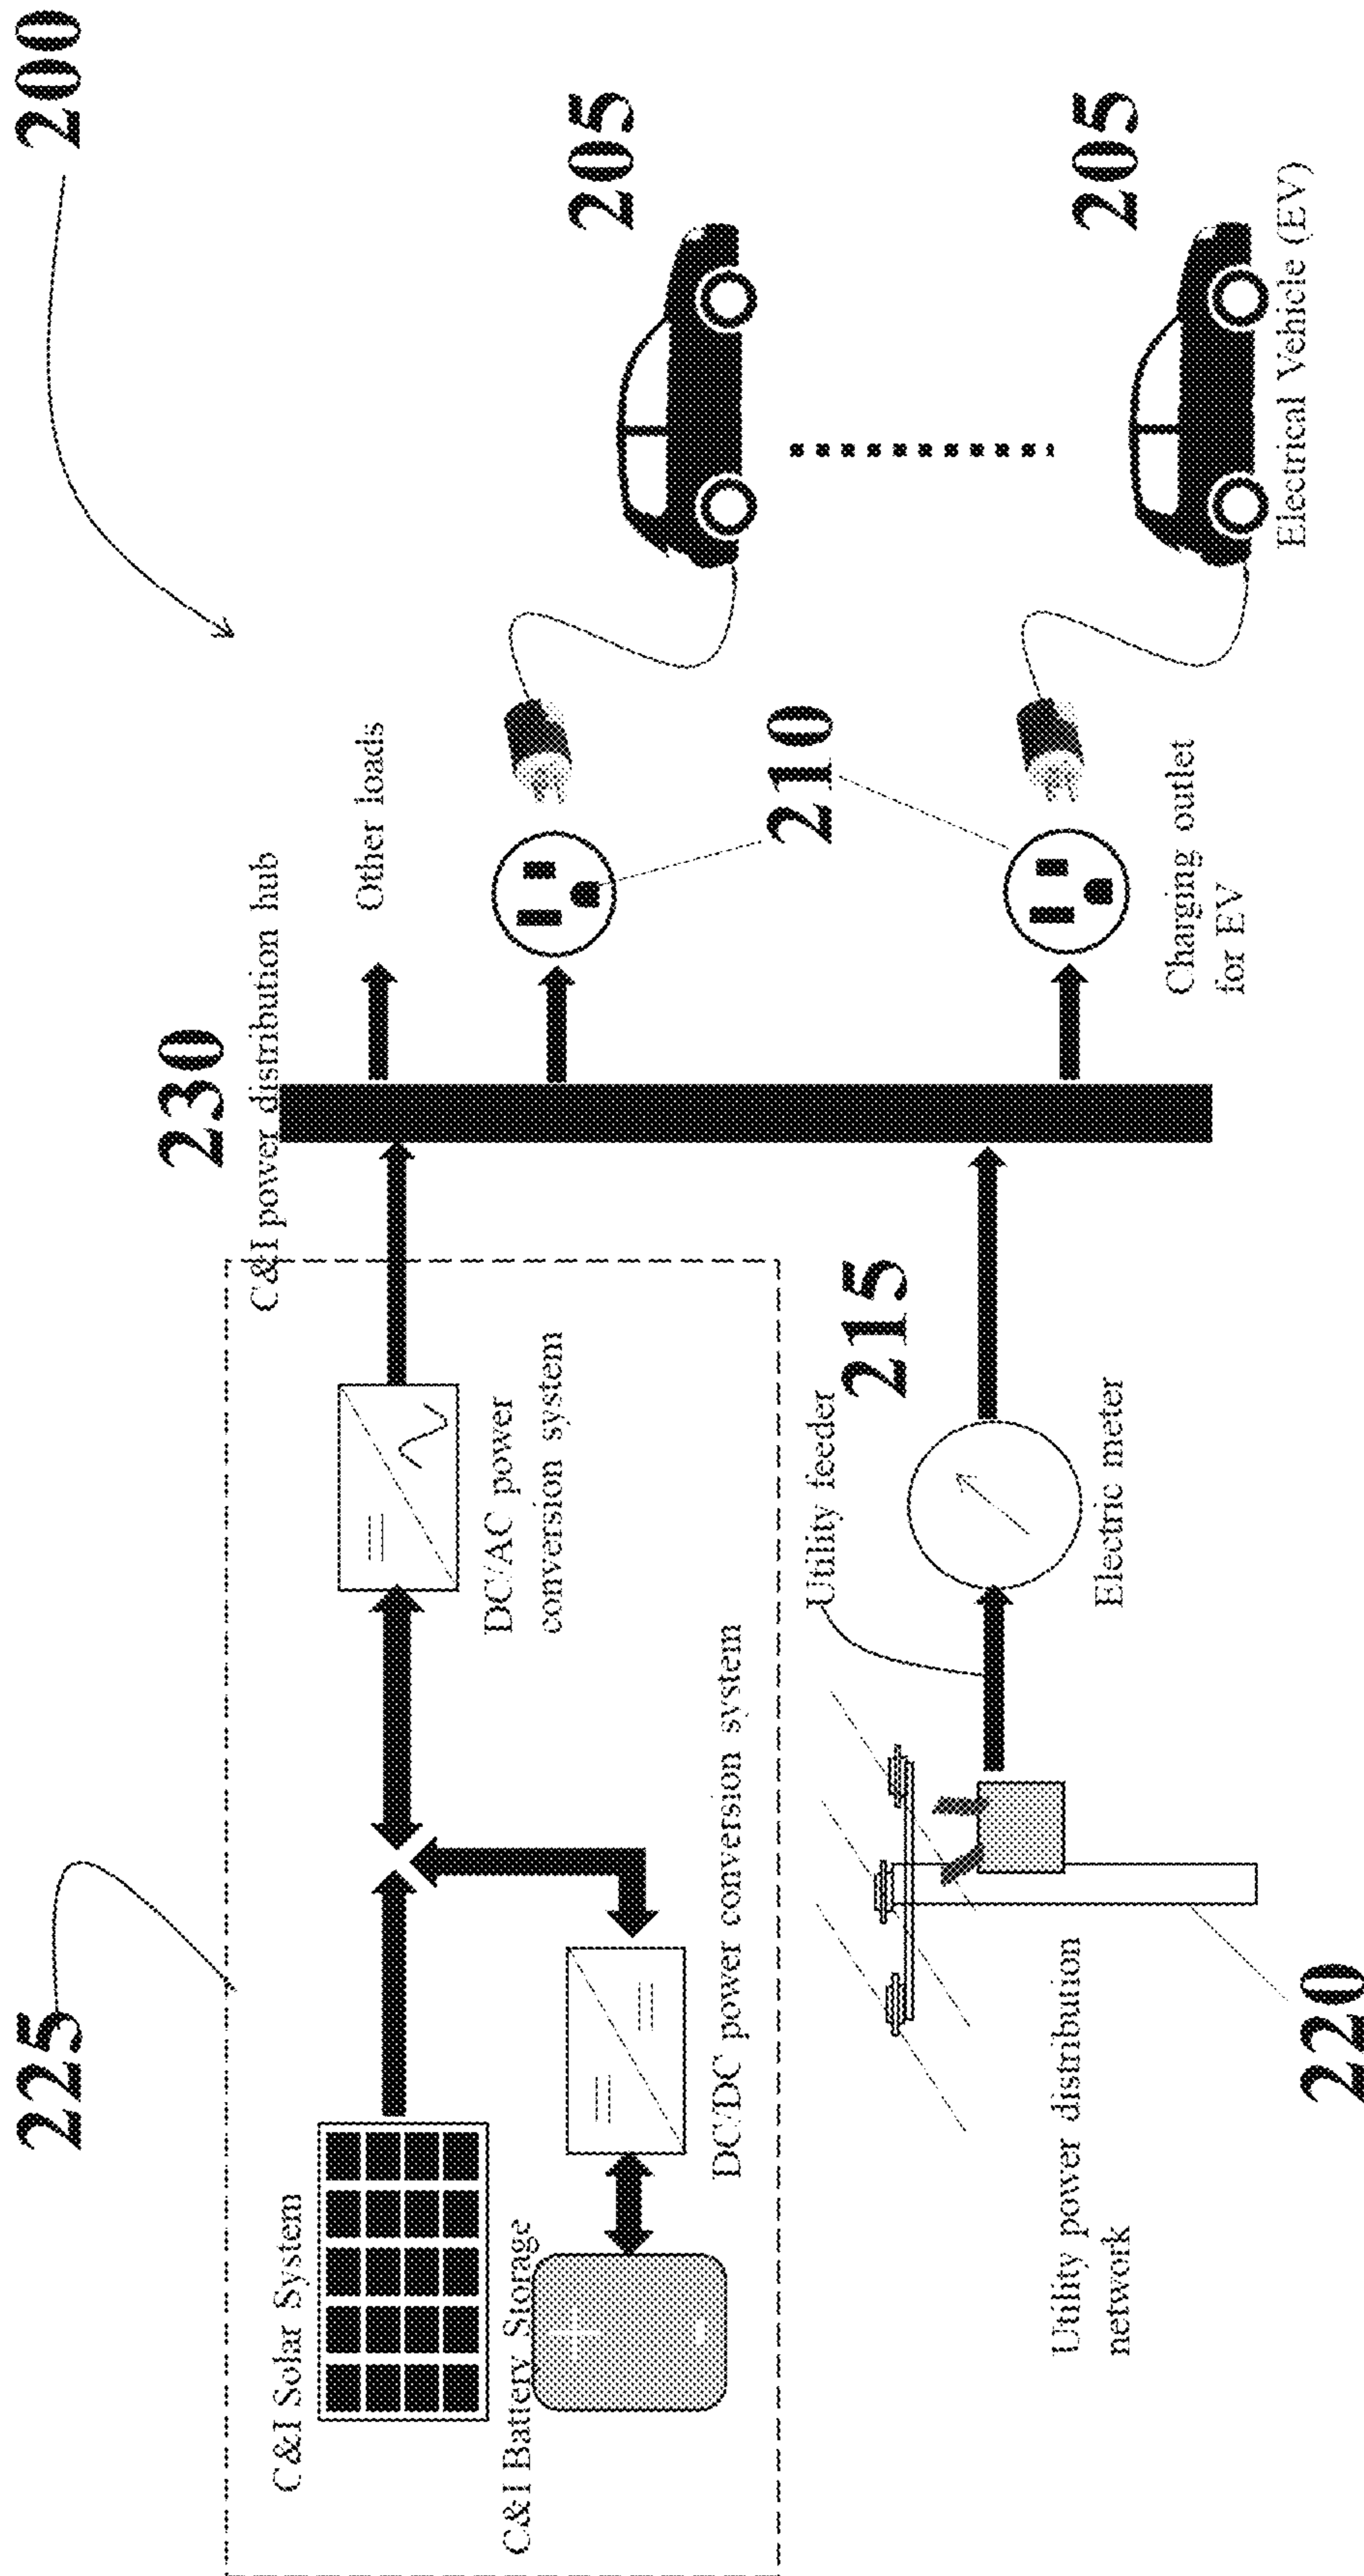 200
225
230
C&I power distribution hub
C&I Solar System
Other loads
205
DC/AC power
conversion system
C&I Battery Storage
DC/DC power conversion system
210
Utility feeder
215
Electric meter
Utility power distribution
network
220
Charging outlet
for EV
205
Electrical Vehicle (EV)